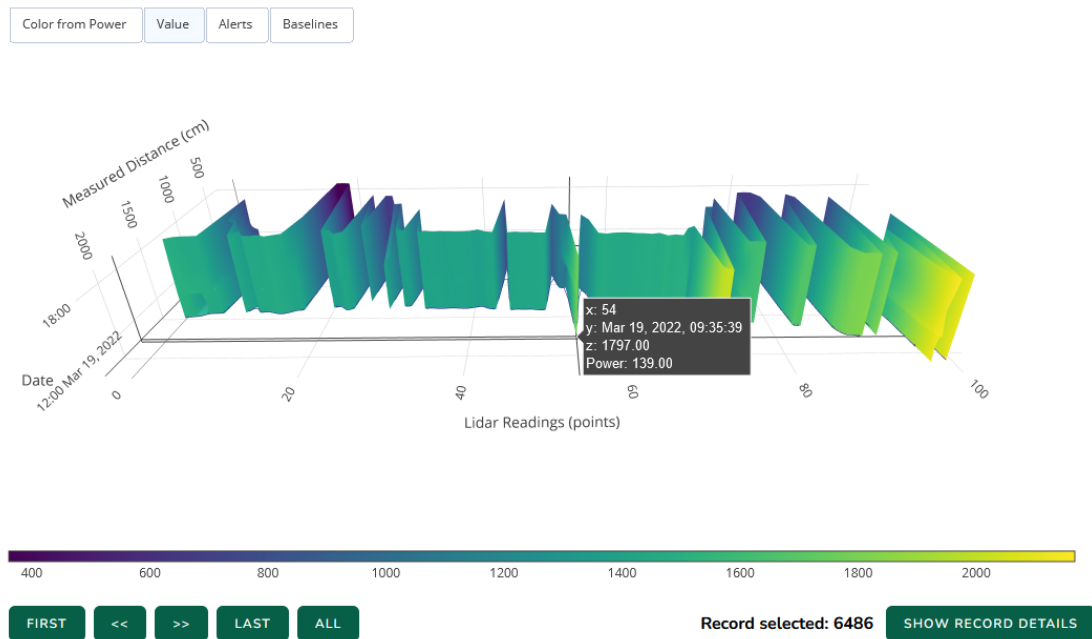 Color from Power
Value
Alerts
Baselines
Measured Distance (cm)
500
1000
1500
2000
18:00
12:00 Mar 19, 2022
Date
0
20
40
60
80
100
Lidar Readings (points)
x: 54
y: Mar 19, 2022, 09:35:39
z: 1797.00
Power: 139.00
400
600
800
1000
1200
1400
1600
1800
2000
FIRST
<<
>>
LAST
ALL
Record selected: 6486
SHOW RECORD DETAILS